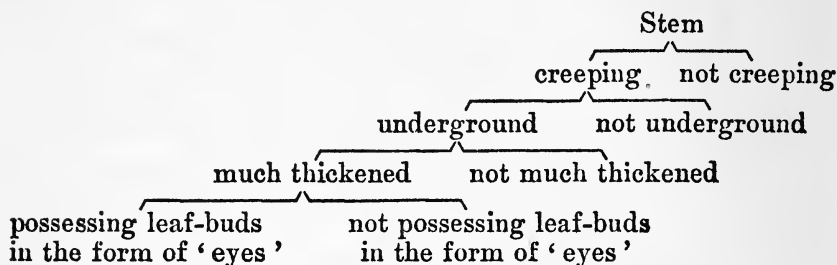 Stem
creeping not creeping
underground not underground
much thickened not much thickened
possessing leaf-buds not possessing leaf-buds
in the form of ‘ eyes ’ in the form of ‘ eyes ’